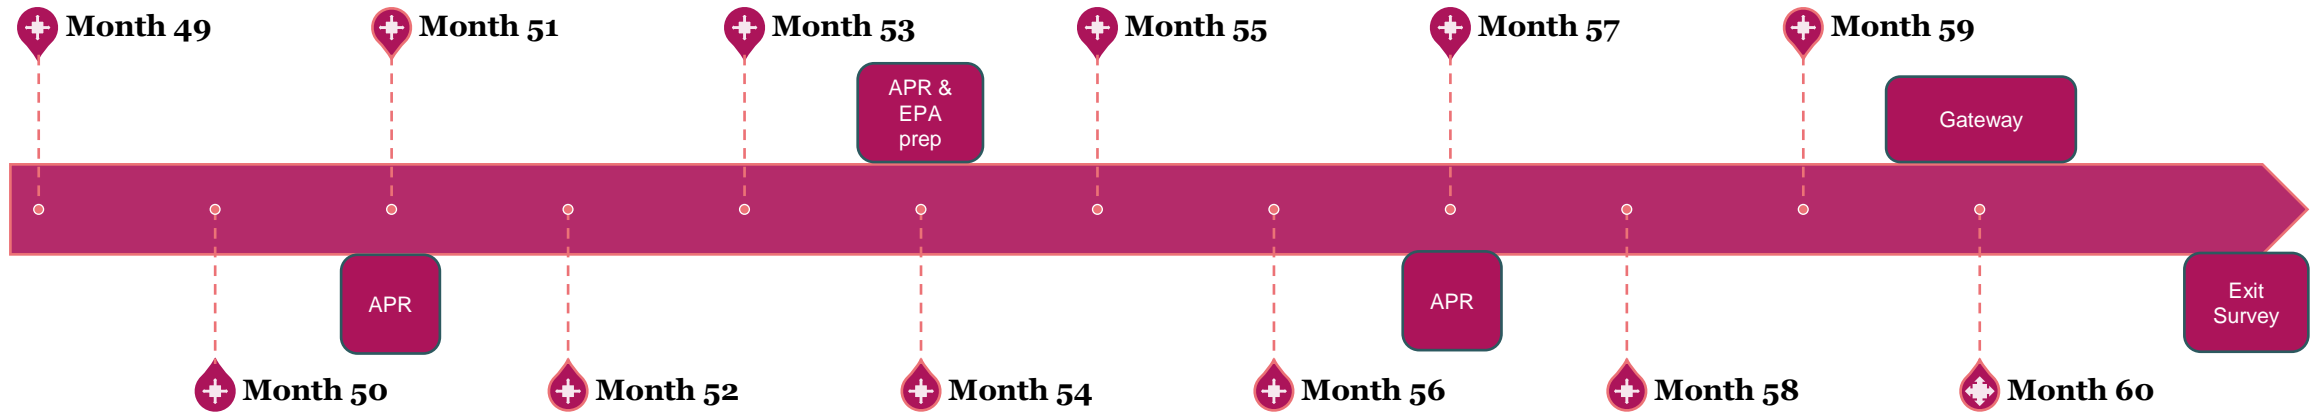 Month 49
Month 51
Month 53
Month 55
Month 57
Month 59
APR &
EPA
prep
Gateway
APR
APR
Exit
Survey
Month 50
Month 52
Month 54
Month 56
Month 58
Month 60